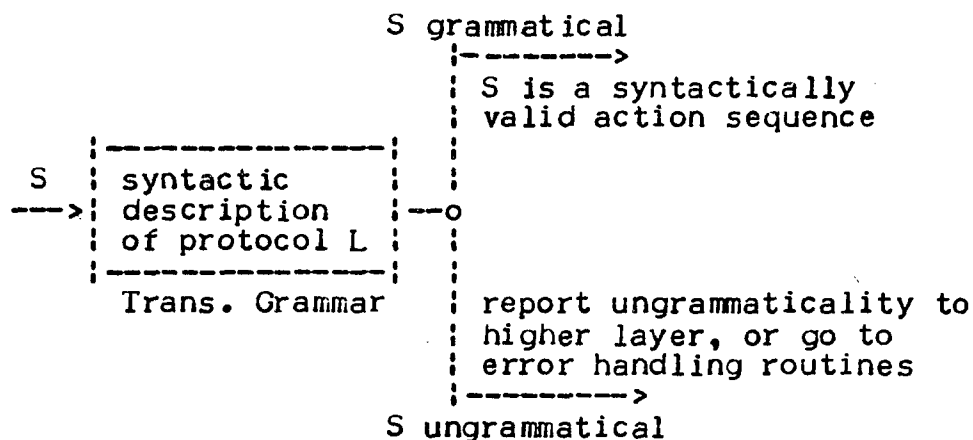 S grammatical
S is a syntactically
valid action sequence
S
syntactic
description
of protocol L
Trans. Grammar
report ungrammaticality to
higher layer, or go to
error handling routines
S ungrammatical